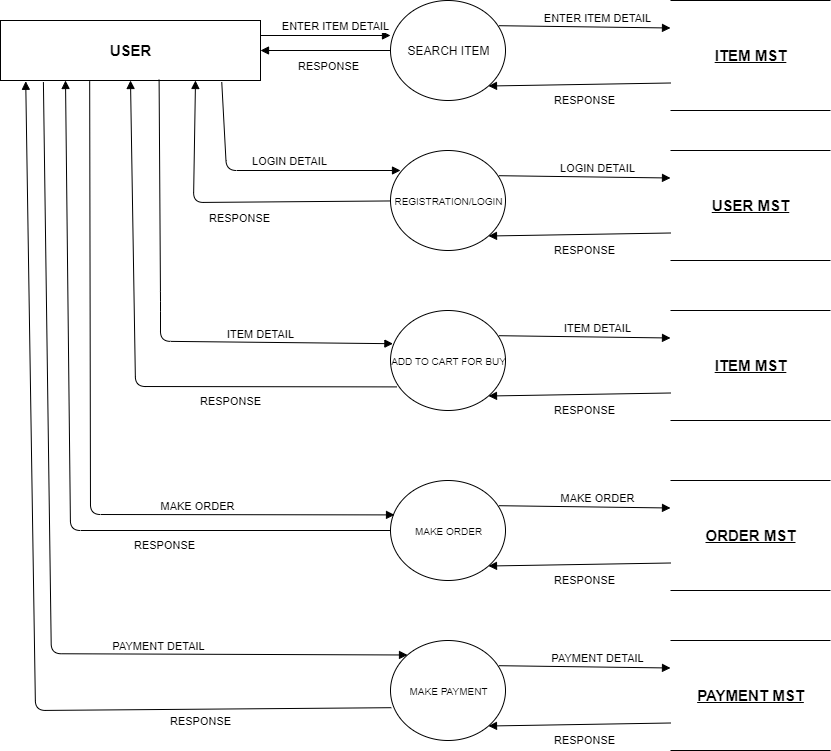 ENTER ITEM DETAIL
ENTER ITEM DETAIL
USER
SEARCH ITEM
ITEM MST
RESPONSE
RESPONSE
LOGIN DETAIL
LOGIN DETAIL
REGISTRATION/LOGIN
USER MST
RESPONSE
RESPONSE
ITEM DETAIL
ITEM DETAIL
ADD TO CART FOR BUY
ITEM MST
RESPONSE
RESPONSE
MAKE ORDER
MAKE ORDER
MAKE ORDER
ORDER MST
RESPONSE
RESPONSE
PAYMENT DETAIL
PAYMENT DETAIL
MAKE PAYMENT
PAYMENT MST
RESPONSE
RESPONSE